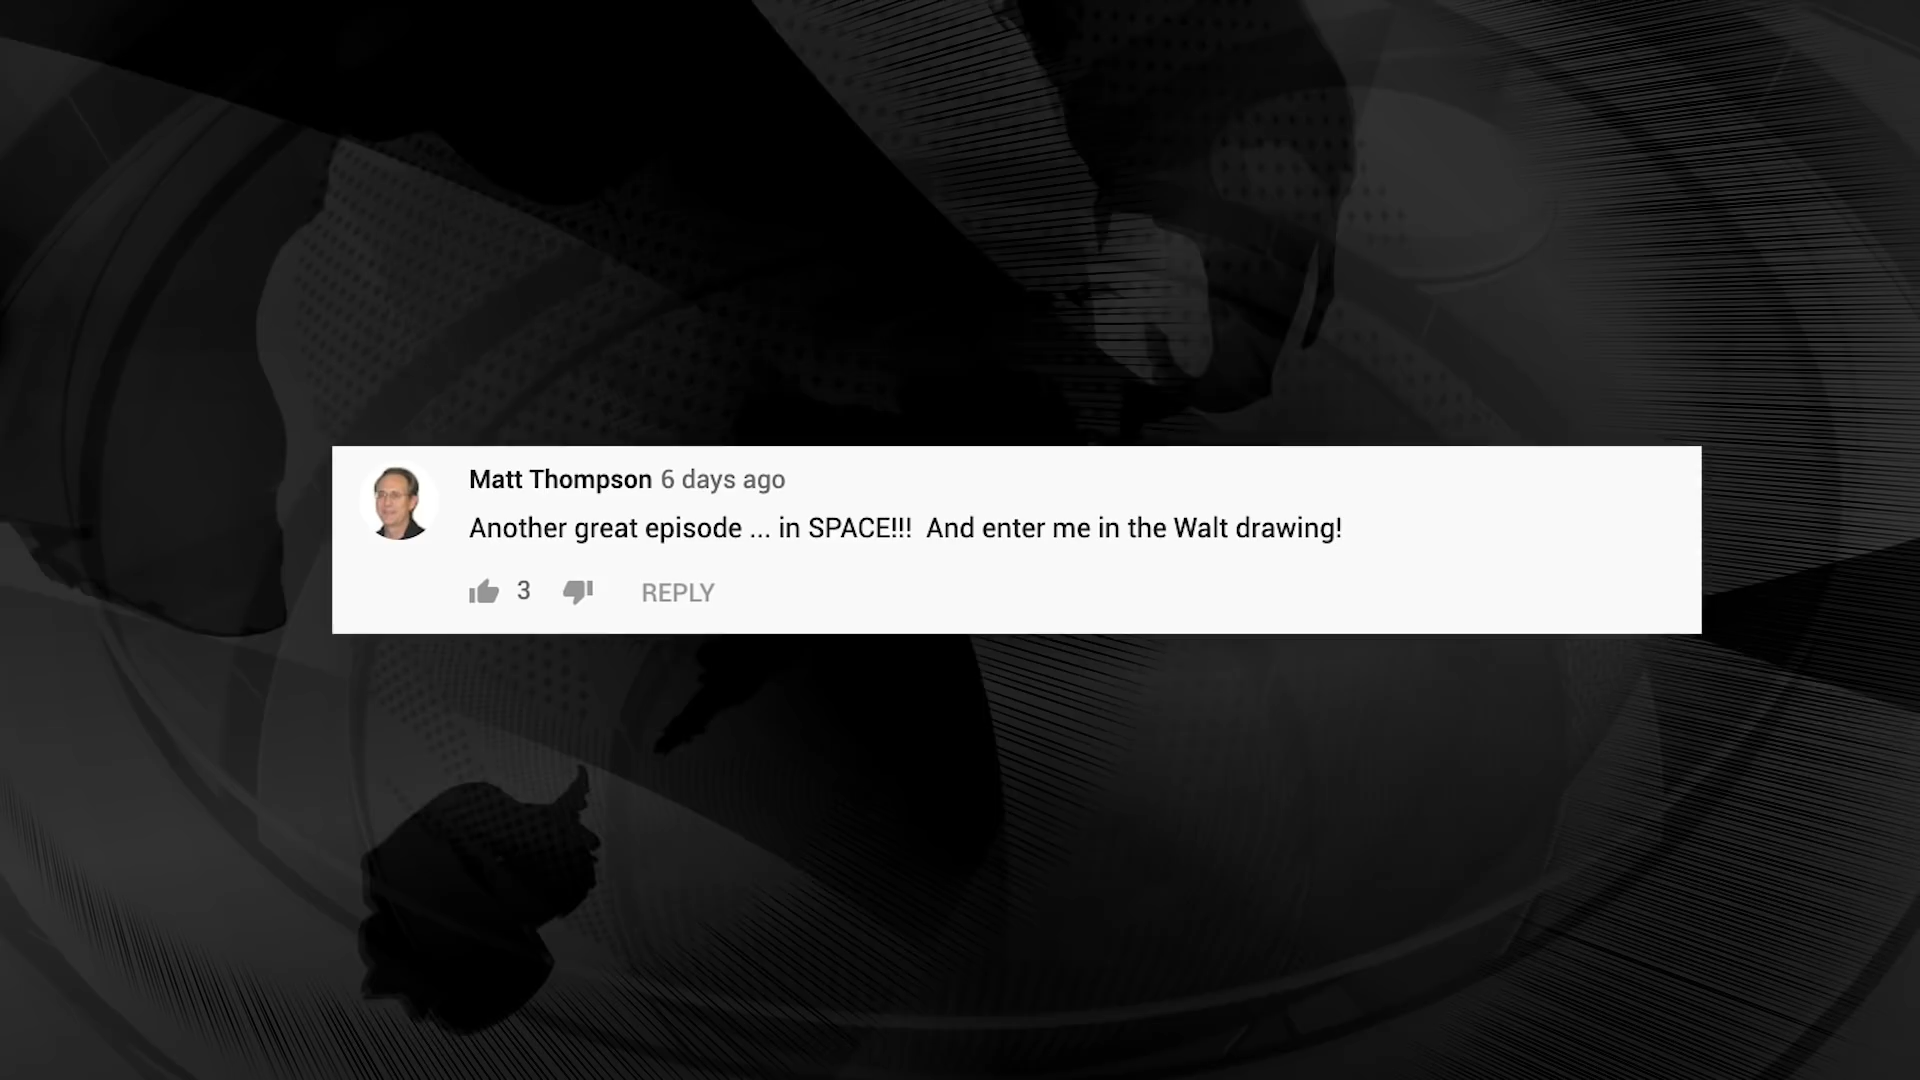 Matt Thompson 6 days ago
Another great episode ... in SPACE!!!  And enter me in the Walt drawing!
3 REPLY